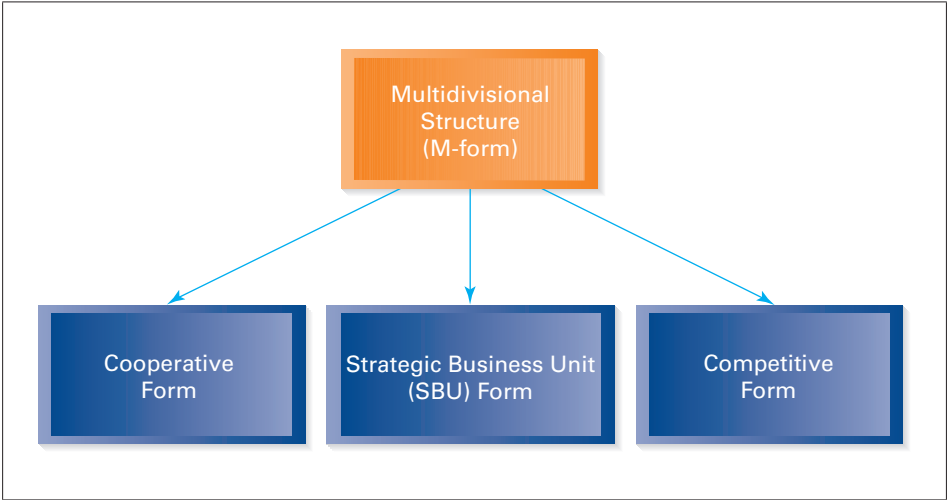 Multidivisional
Structure
(M-form)
Cooperative
Form
Strategic Business Unit
(SBU) Form
Competitive
Form